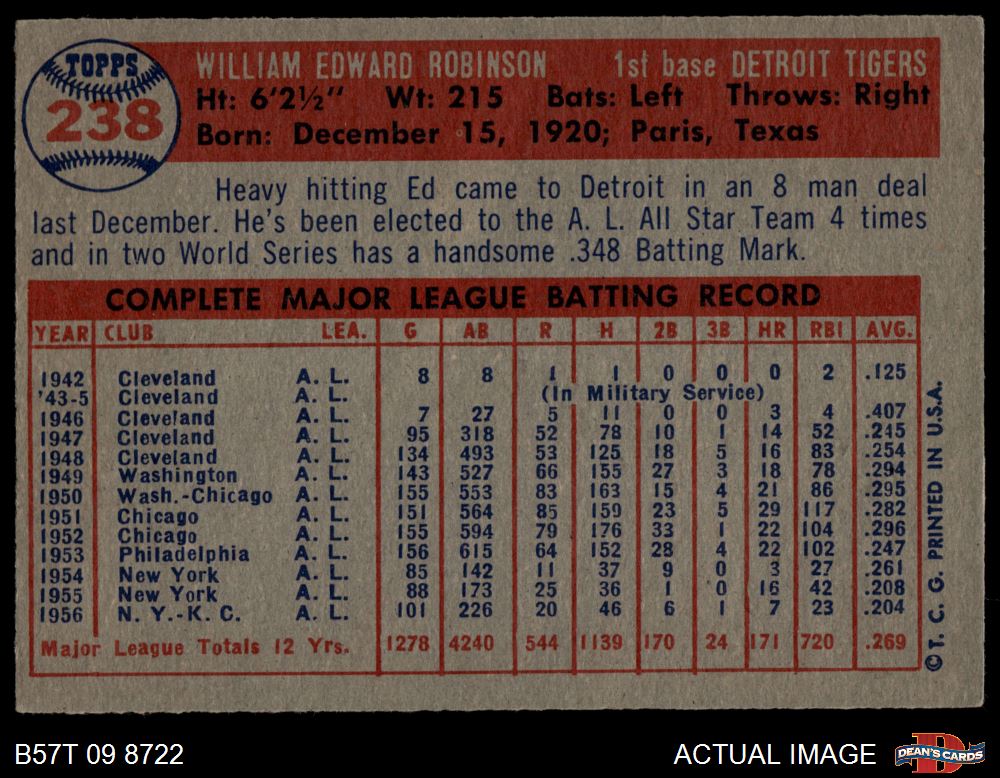 TOPPS
238
WILLIAM EDWARD ROBINSON 1st base DETROIT TIGERS
Ht: 6'2½" Wt: 215 Bats: Left Throws: Right
Born: December 15, 1920; Paris, Texas
Heavy hitting Ed came to Detroit in an 8 man deal
last December. He's been elected to the A. L. All Star Team 4 times
and in two World Series has a handsome .348 Batting Mark.
COMPLETE MAJOR LEAGUE BATTING RECORD
YEAR CLUB LEA. G AB R H 2B 3B HR RBI AVG.
1942 Cleveland A. L. 8 8 1 1 0 0 0 2 .125
'43-5 Cleveland A. L. (In Military Service)
1946 Cleveland A. L. 7 27 5 11 0 0 3 4 .407
1947 Cleveland A. L. 95 318 52 78 10 1 14 52 .245
1948 Cleveland A. L. 134 493 53 125 18 5 16 83 .254
1949 Washington A. L. 143 527 66 155 27 3 18 78 .294
1950 Wash.-Chicago A. L. 155 553 83 163 15 4 21 86 .295
1951 Chicago A. L. 151 564 85 159 23 5 29 117 .282
1952 Chicago A. L. 155 594 79 176 33 1 22 104 .296
1953 Philadelphia A. L. 156 615 64 152 28 4 22 102 .247
1954 New York A. L. 85 142 11 37 9 0 3 27 .261
1955 New York A. L. 88 173 25 36 1 0 16 42 .208
1956 N. Y.-K. C. A. L. 101 226 20 46 6 1 7 23 .204
Major League Totals 12 Yrs. 1278 4240 544 1139 170 24 171 720 .269
©T. C. G. PRINTED IN U.S.A.
B57T 09 8722
ACTUAL IMAGE
DEAN'S CARDS